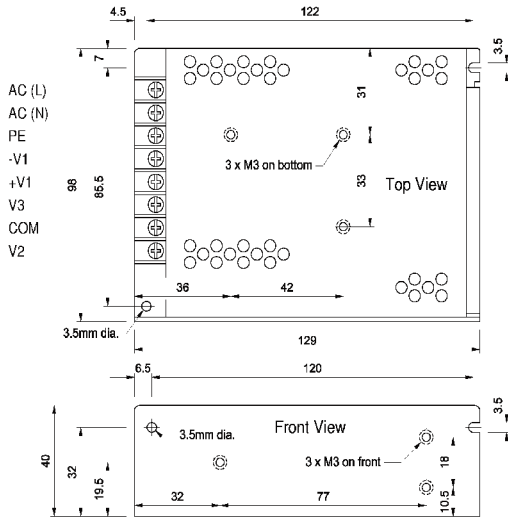 4.5
122
7
3.5
AC (L)
AC (N)
PE
-V1
+V1
V3
COM
V2
98
85.5
31
3 x M3 on bottom
33
Top View
36
42
3.5mm dia.
129
6.5
120
3.5
3.5mm dia.
Front View
3 x M3 on front
40
32
19.5
18
32
77
10.5